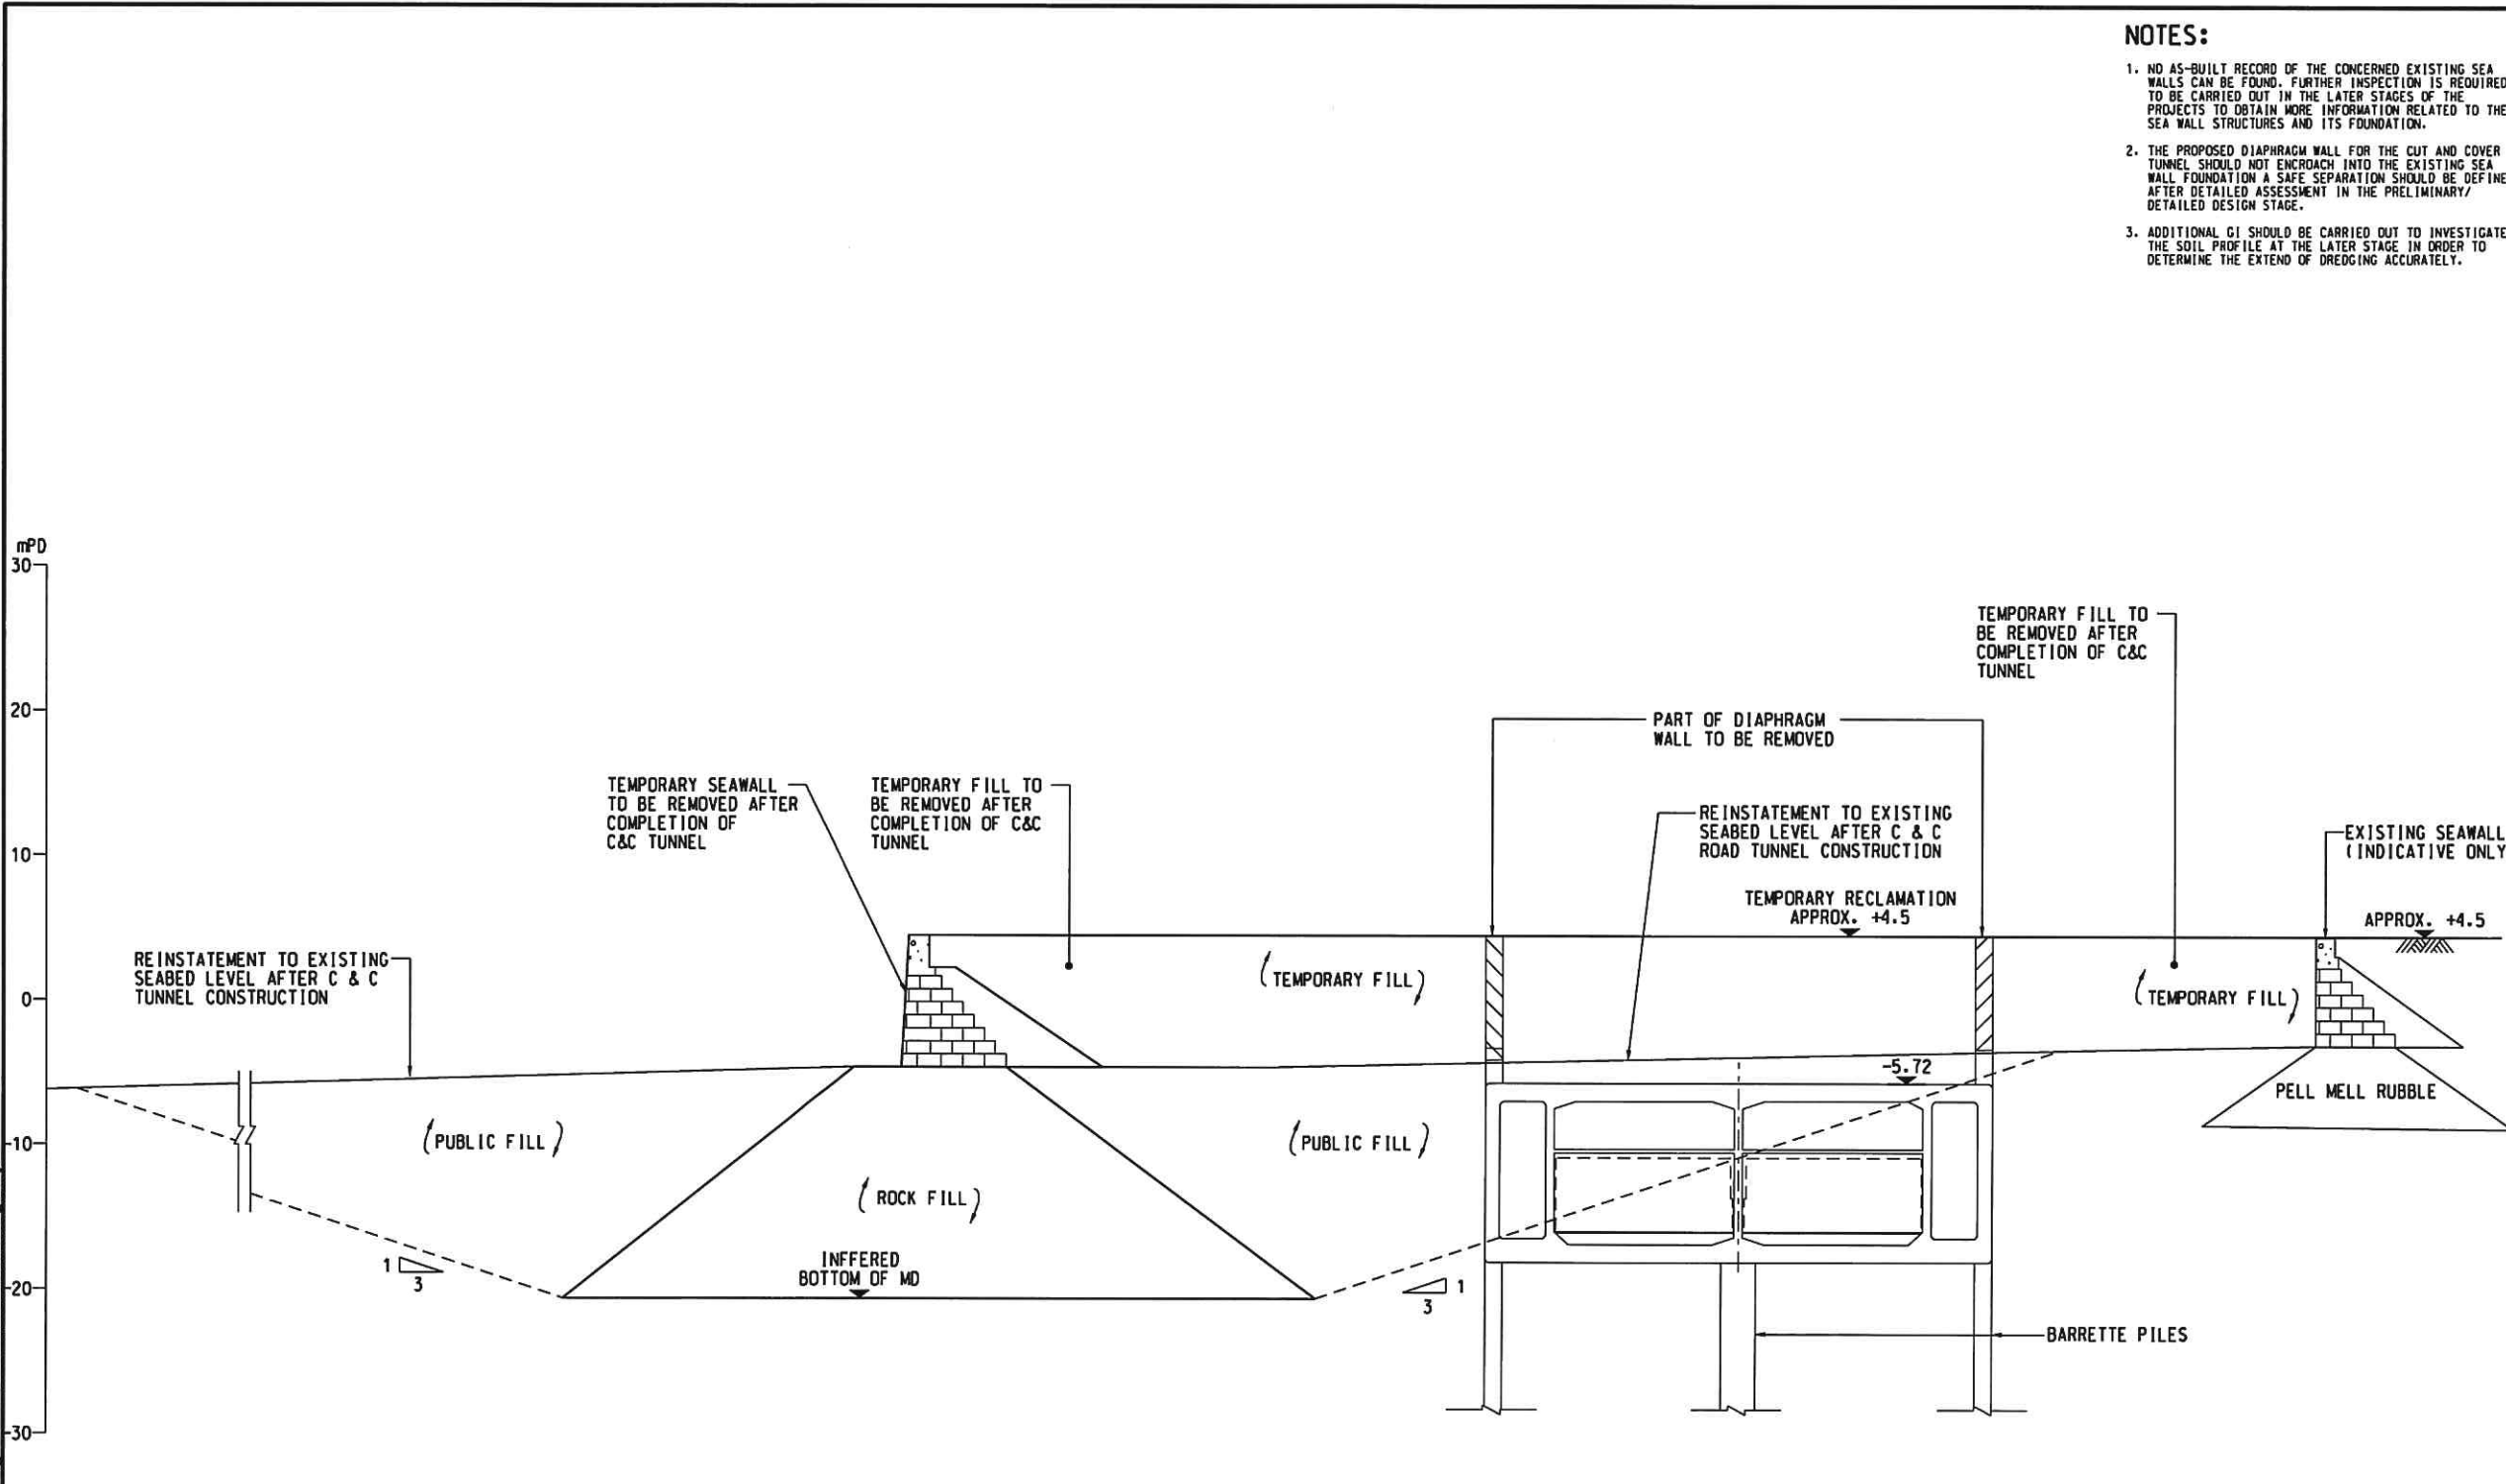 NOTES:
1. NO AS-BUILT RECORD OF THE CONCERNED EXISTING SEA
WALLS CAN BE FOUND. FURTHER INSPECTION IS REQUIRED
TO BE CARRIED OUT IN THE LATER STAGES OF THE
PROJECTS TO OBTAIN MORE INFORMATION RELATED TO THE
SEA WALL STRUCTURES AND ITS FOUNDATION.
2. THE PROPOSED DIAPHRAGM WALL FOR THE CUT AND COVER
TUNNEL SHOULD NOT ENCROACH INTO THE EXISTING SEA
WALL FOUNDATION A SAFE SEPARATION SHOULD BE DEFINE
AFTER DETAILED ASSESSMENT IN THE PRELIMINARY/
DETAILED DESIGN STAGE.
3. ADDITIONAL GI SHOULD BE CARRIED OUT TO INVESTIGATE
THE SOIL PROFILE AT THE LATER STAGE IN ORDER TO
DETERMINE THE EXTEND OF DREDGING ACCURATELY.
mPD
30
20
10
0
-10
-20
-30
TEMPORARY FILL TO
BE REMOVED AFTER
COMPLETION OF C&C
TUNNEL
PART OF DIAPHRAGM
WALL TO BE REMOVED
TEMPORARY SEAWALL
TO BE REMOVED AFTER
COMPLETION OF
C&C TUNNEL
TEMPORARY FILL TO
BE REMOVED AFTER
COMPLETION OF C&C
TUNNEL
REINSTATEMENT TO EXISTING
SEABED LEVEL AFTER C & C
ROAD TUNNEL CONSTRUCTION
EXISTING SEAWALL
(INDICATIVE ONLY
TEMPORARY RECLAMATION
APPROX. +4.5
APPROX. +4.5
REINSTATEMENT TO EXISTING
SEABED LEVEL AFTER C & C
TUNNEL CONSTRUCTION
(TEMPORARY FILL)
(TEMPORARY FILL)
-5.72
PELL MELL RUBBLE
(PUBLIC FILL)
(PUBLIC FILL)
(ROCK FILL)
INFFERED
BOTTOM OF MD
1
3
1
3
BARRETTE PILES